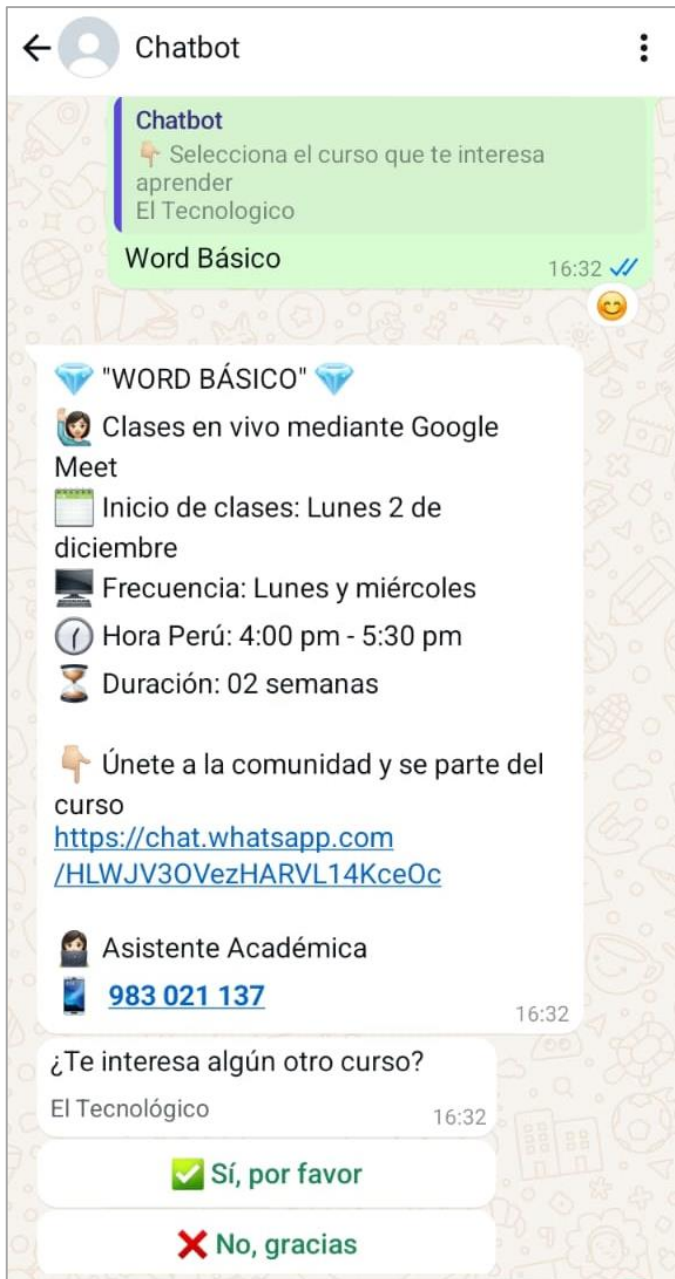 Chatbot
Chatbot
👇🏻 Selecciona el curso que te interesa
aprender
El Tecnologico
Word Básico
16:32
💎 "WORD BÁSICO" 💎
🙋🏻‍♀️ Clases en vivo mediante Google
Meet
🗓️ Inicio de clases: Lunes 2 de
diciembre
🖥️ Frecuencia: Lunes y miércoles
🕜 Hora Perú: 4:00 pm - 5:30 pm
⏳ Duración: 02 semanas
👇🏻 Únete a la comunidad y se parte del
curso
https://chat.whatsapp.com
/HLWJV3OVezHARVL14KceOc
👩🏻‍💻 Asistente Académica
📱 983 021 137
16:32
¿Te interesa algún otro curso?
El Tecnológico
16:32
✅ Sí, por favor
❌ No, gracias